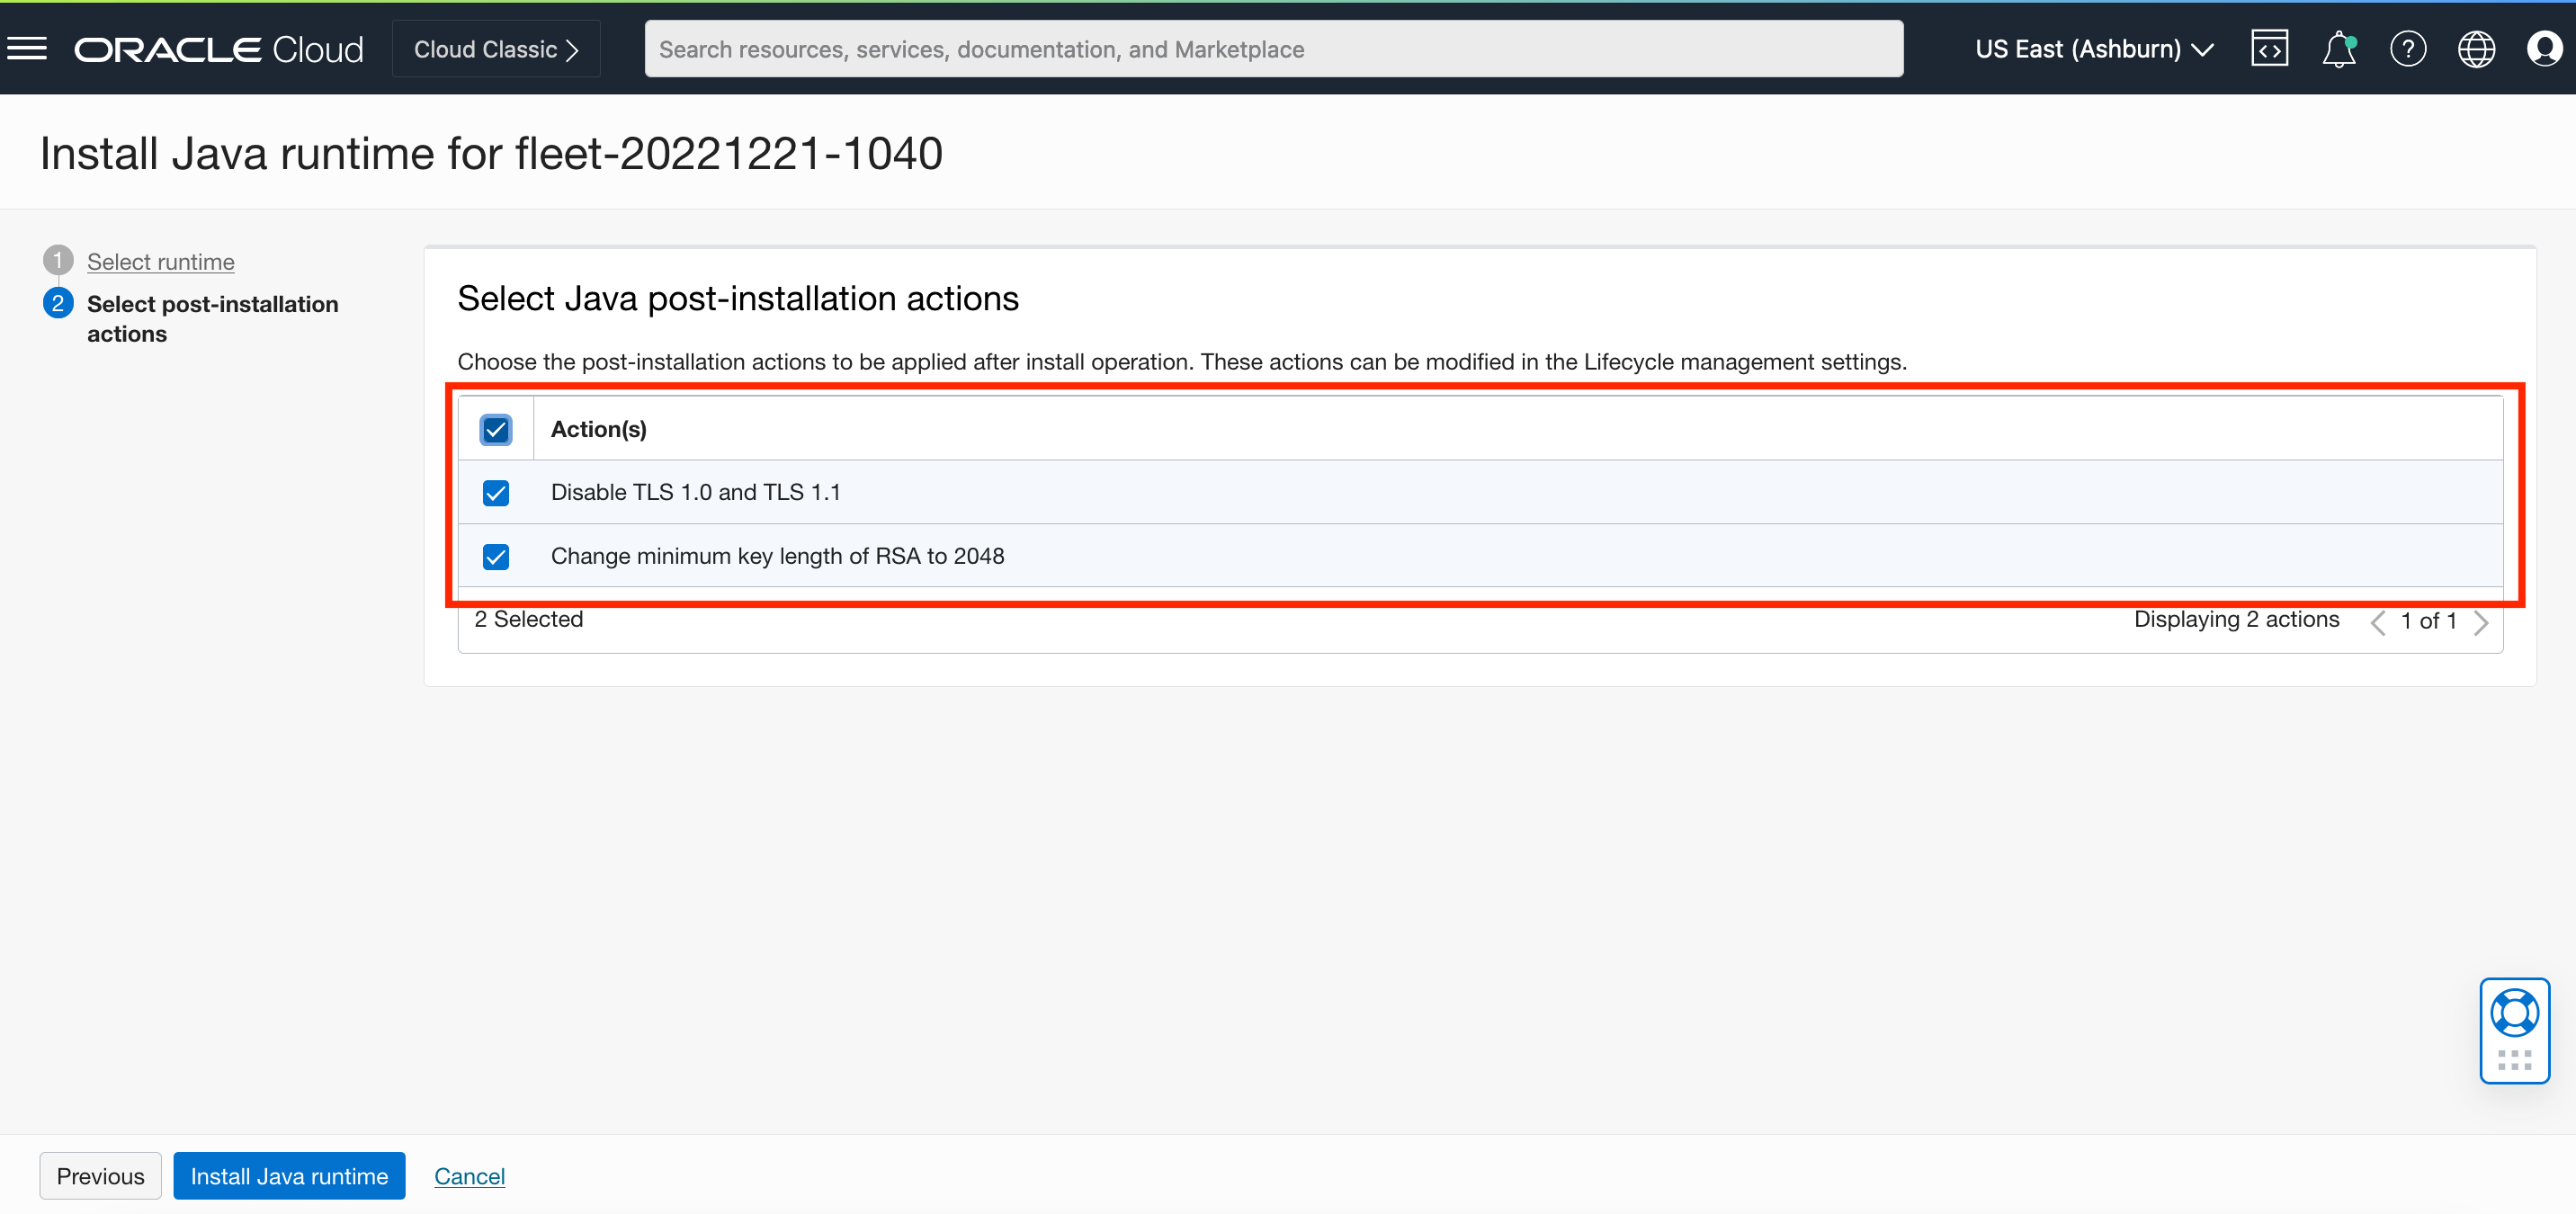 ORACLE Cloud
Cloud Classic
Search resources, services, documentation, and Marketplace
US East (Ashburn)
Install Java runtime for fleet-20221221-1040
1 Select runtime
2 Select post-installation
actions
Select Java post-installation actions
Choose the post-installation actions to be applied after install operation. These actions can be modified in the Lifecycle management settings.
Action(s)
Disable TLS 1.0 and TLS 1.1
Change minimum key length of RSA to 2048
2 Selected
Displaying 2 actions
1 of 1
Previous
Install Java runtime
Cancel